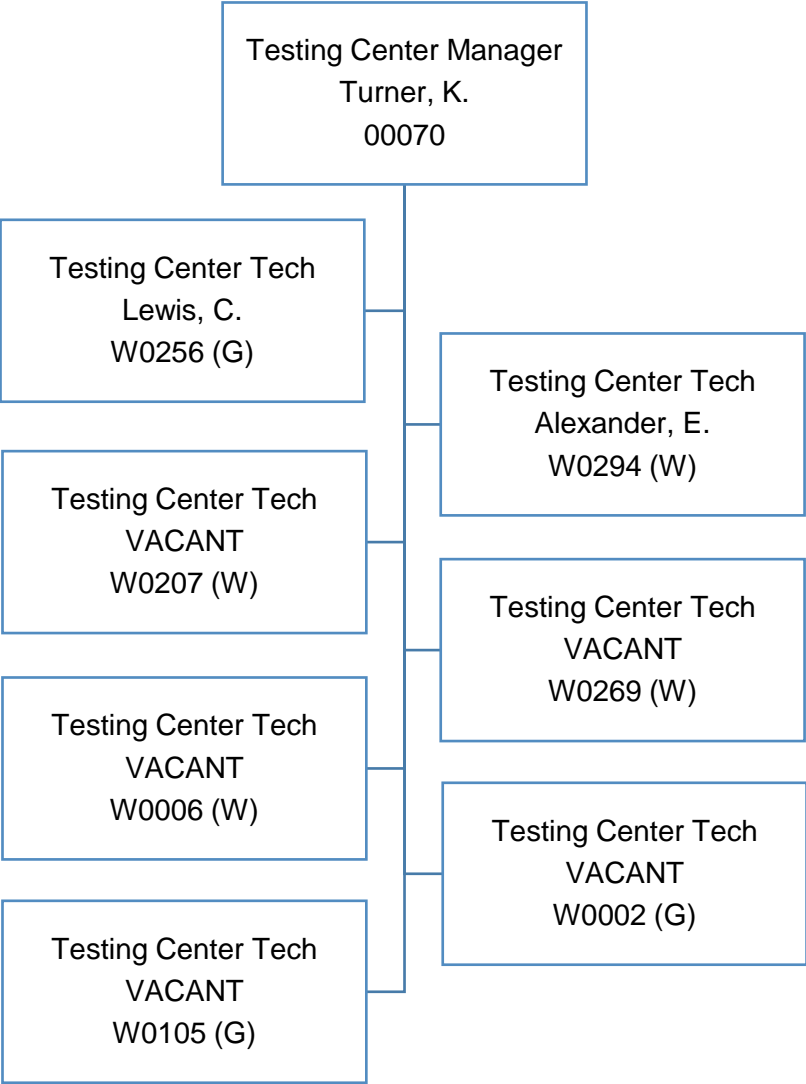 Testing Center Manager
Turner, K.
00070
Testing Center Tech
Lewis, C.
W0256 (G)
Testing Center Tech
Alexander, E.
W0294 (W)
Testing Center Tech
VACANT
W0207 (W)
Testing Center Tech
VACANT
W0269 (W)
Testing Center Tech
VACANT
W0006 (W)
Testing Center Tech
VACANT
W0002 (G)
Testing Center Tech
VACANT
W0105 (G)